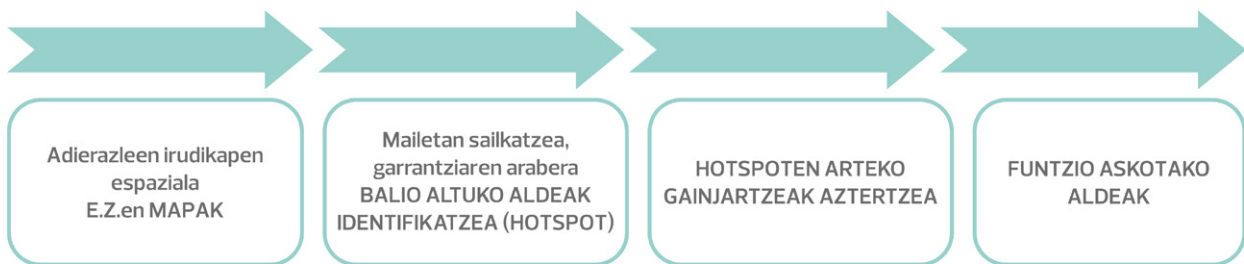 Adierazleen irudikapen
espaziala
E.Z.en MAPAK
Mailetan sailkatzea,
garrantziaren arabera
BALIO ALTUKO ALDEAK
IDENTIFIKATZEA (HOTSPOT)
HOTSPOTEN ARTEKO
GAINJARTZEAK AZTERTZEA
FUNTZIO ASKOTAKO
ALDEAK